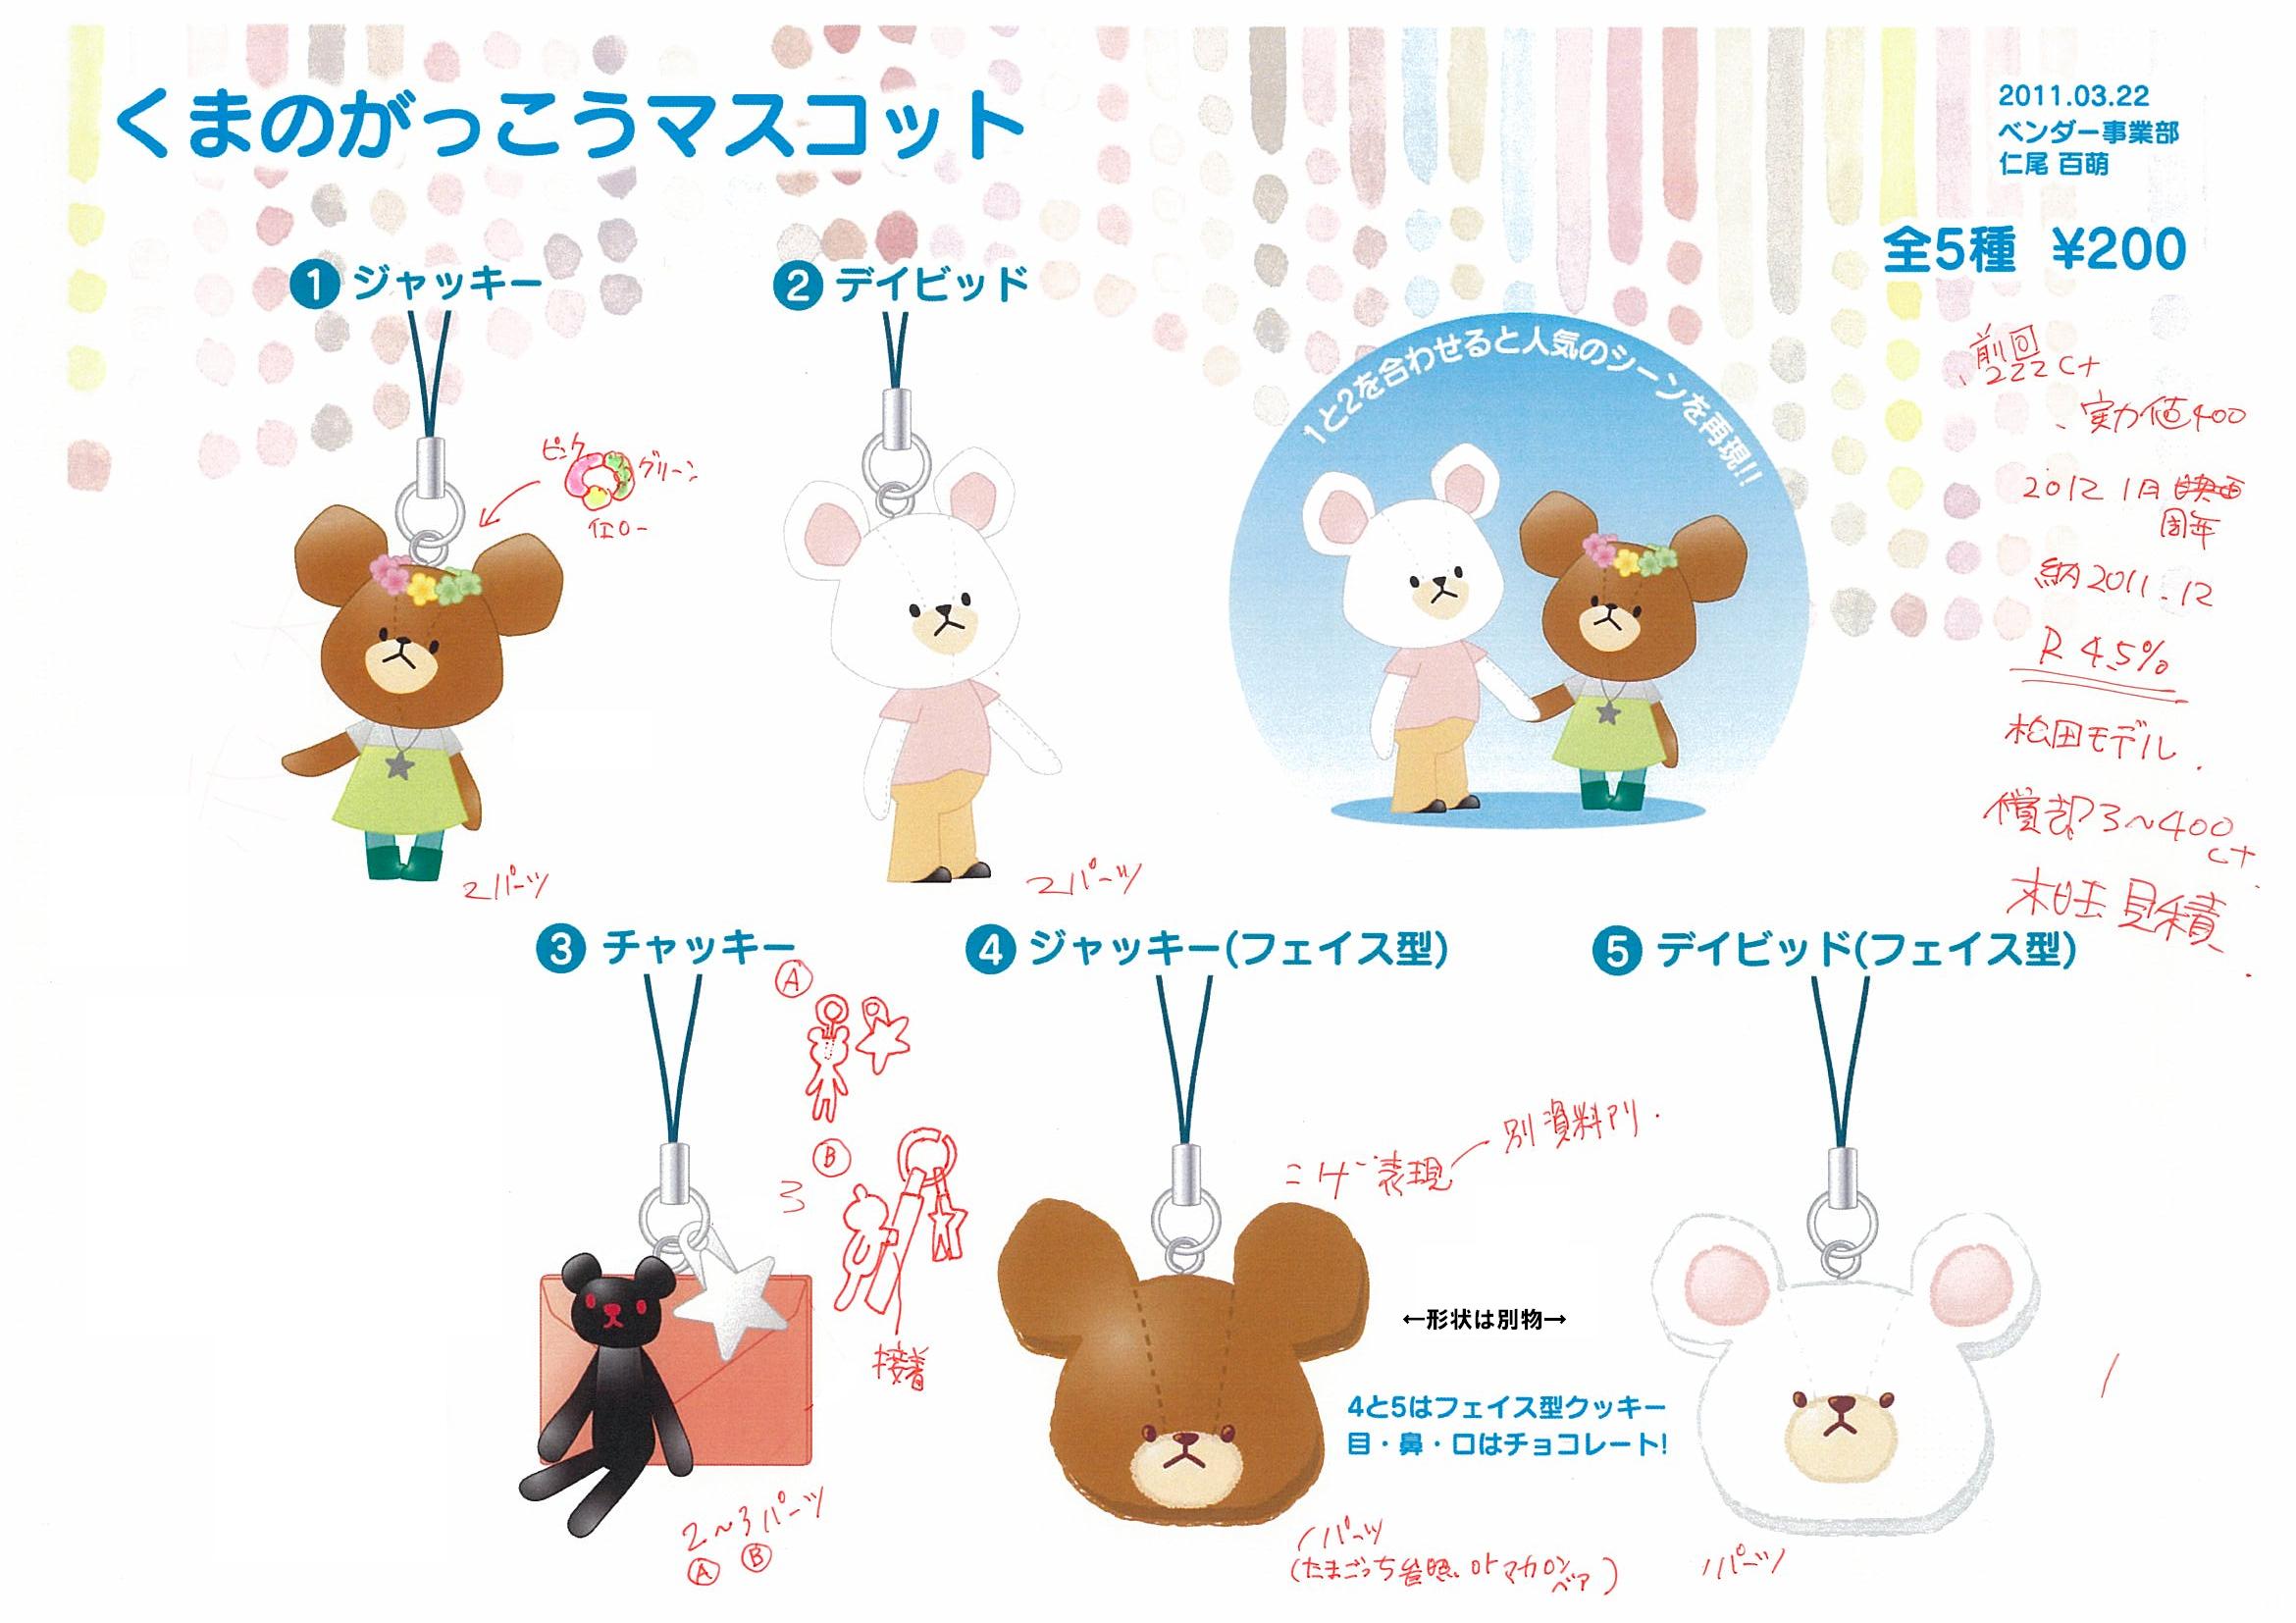 くまのがっこうマスコット
2011.03.22
ベンダー事業部
仁尾 百萌
全5種 ¥200
1 ジャッキー
2 デイビッド
1と2を合わせると人気のシーンを再現!!
ピンク
グリーン
イエロー
前回
222 Ct
実力値400
2012 1月 映画
周年
納 2011.12
R 4.5%
松田モデル
償却 3~400
ct
見積
2パーツ
2パーツ
3 チャッキー
4 ジャッキー(フェイス型)
5 デイビッド(フェイス型)
A
B
3
接着
コゲ表現
別資料アリ.
←形状は別物→
4と5はフェイス型クッキー
目・鼻・口はチョコレート!
2~3パーツ
A B
1パーツ
(たまごっち参照. or マカロン
ベア)
1パーツ